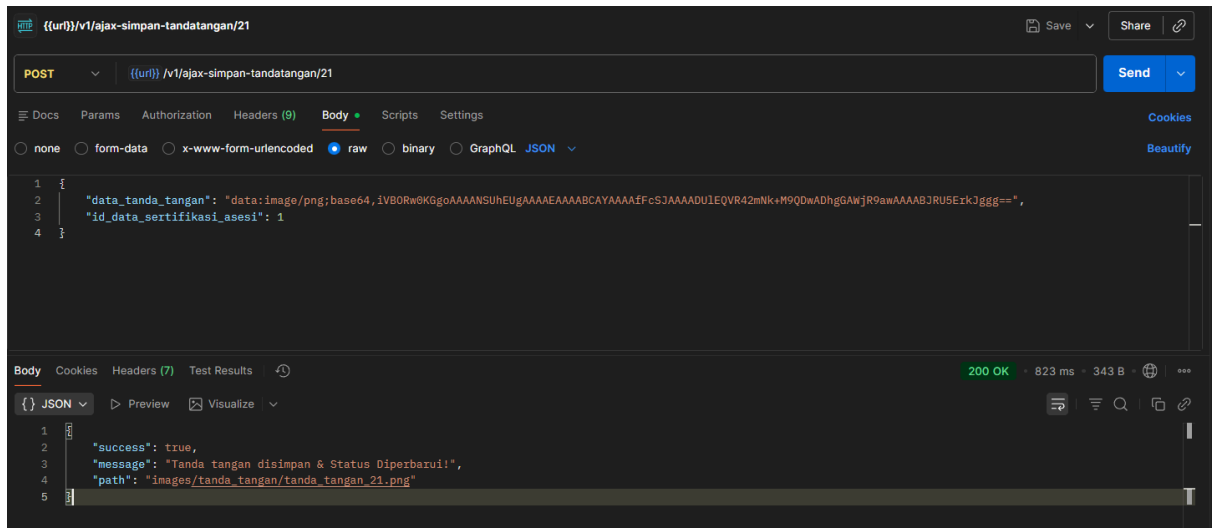 HTTP {{url}}/v1/ajax-simpan-tandatangan/21 Save Share
POST {{url}} /v1/ajax-simpan-tandatangan/21 Send
Docs Params Authorization Headers (9) Body Scripts Settings Cookies
none form-data x-www-form-urlencoded raw binary GraphQL JSON Beautify
1 {
2 "data_tanda_tangan": "data:image/png;base64,iVBORw0KGgoAAAANSUhEUgAAAAEAAAABCAYAAAAfFcSJAAAADUlEQVR42mNk+M9QDwADhgGAWjR9awAAAABJRU5ErkJggg==",
3 "id_data_sertifikasi_asesi": 1
4 }
Body Cookies Headers (7) Test Results 200 OK 823 ms 343 B
{} JSON Preview Visualize
1 {
2 "success": true,
3 "message": "Tanda tangan disimpan & Status Diperbarui!",
4 "path": "images/tanda_tangan/tanda_tangan_21.png"
5 }